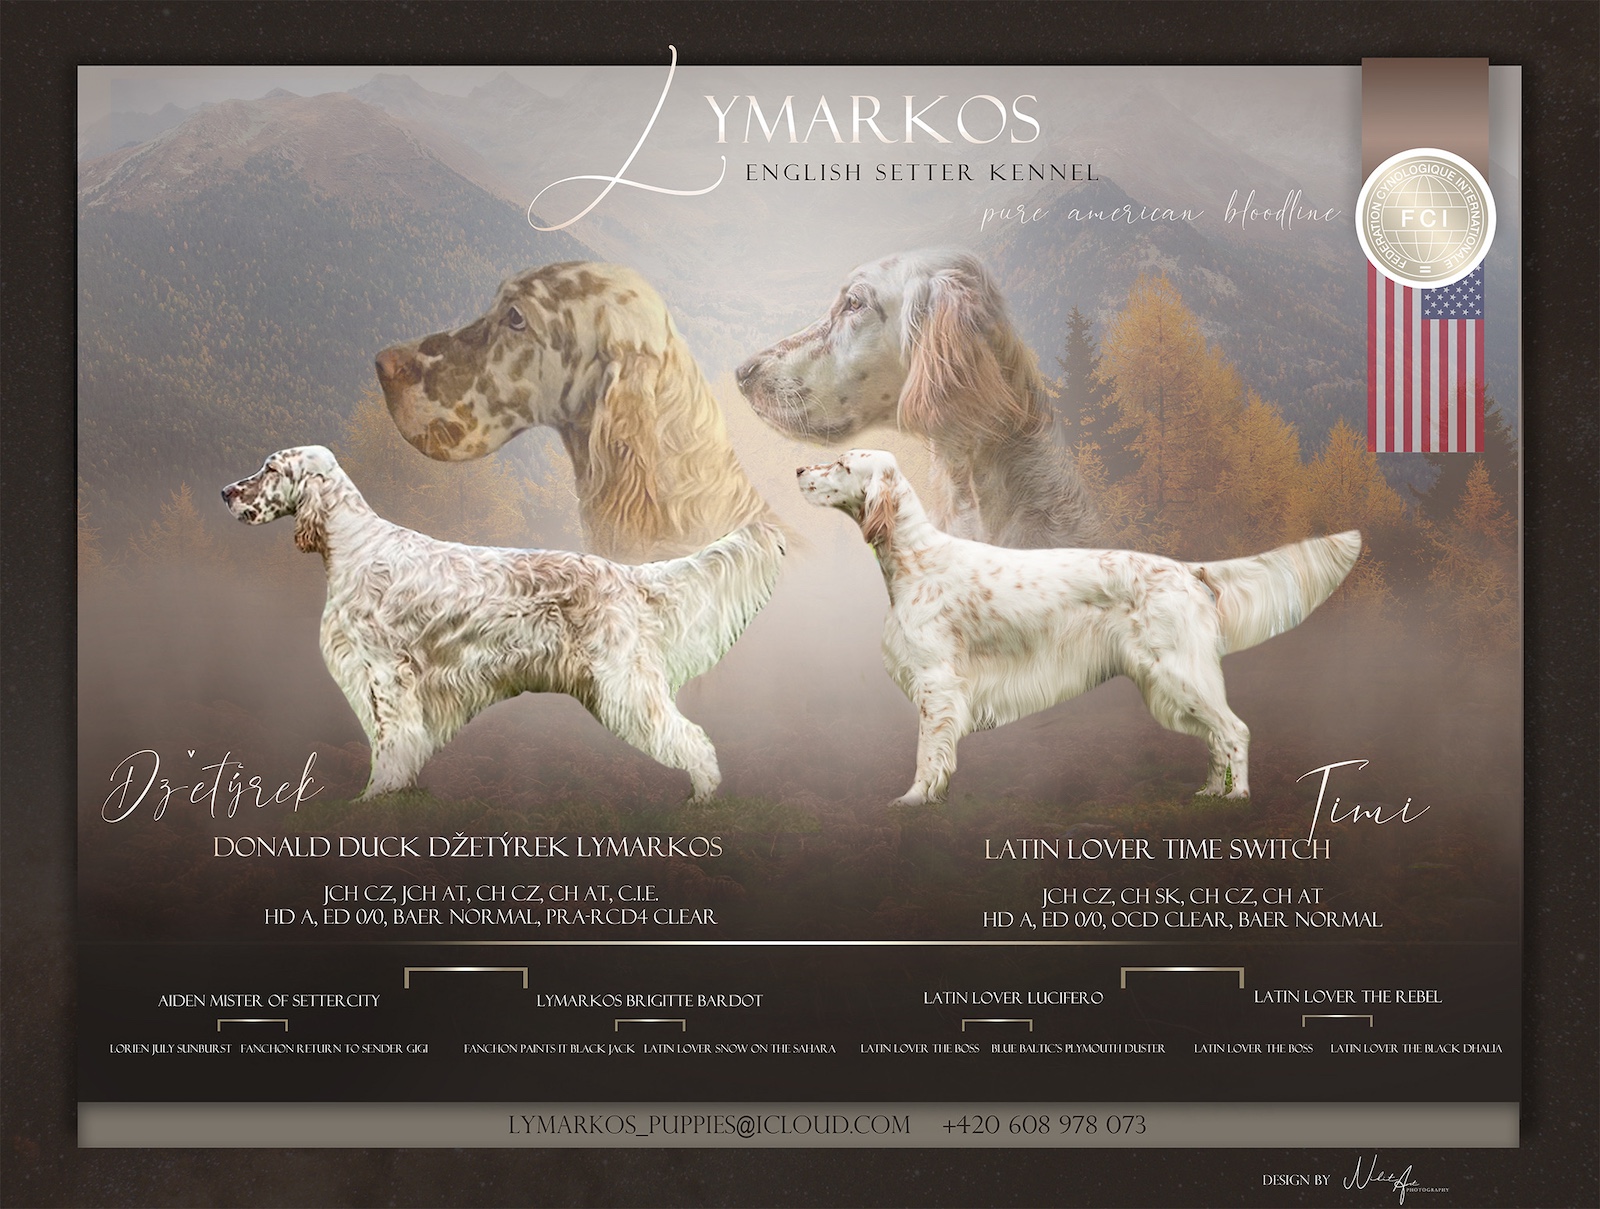 LYMARKOS
ENGLISH SETTER KENNEL
pure american bloodline
FEDERATION CYNOLOGIQUE INTERNATIONALE
FCI
Džetýrek
Timi
DONALD DUCK DŽETÝREK LYMARKOS
LATIN LOVER TIME SWITCH
JCH CZ, JCH AT, CH CZ, CH AT, C.I.E.
HD A, ED 0/0, BAER NORMAL, PRA-RCD4 CLEAR
JCH CZ, CH SK, CH CZ, CH AT
HD A, ED 0/0, OCD CLEAR, BAER NORMAL
AIDEN MISTER OF SETTERCITY
LYMARKOS BRIGITTE BARDOT
LATIN LOVER LUCIFERO
LATIN LOVER THE REBEL
LORIEN JULY SUNBURST
FANCHON RETURN TO SENDER GIGI
FANCHON PAINTS IT BLACK JACK
LATIN LOVER SNOW ON THE SAHARA
LATIN LOVER THE BOSS
BLUE BALTIC'S PLYMOUTH DUSTER
LATIN LOVER THE BOSS
LATIN LOVER THE BLACK DHALIA
LYMARKOS_PUPPIES@ICLOUD.COM +420 608 978 073
DESIGN BY
PHOTOGRAPHY